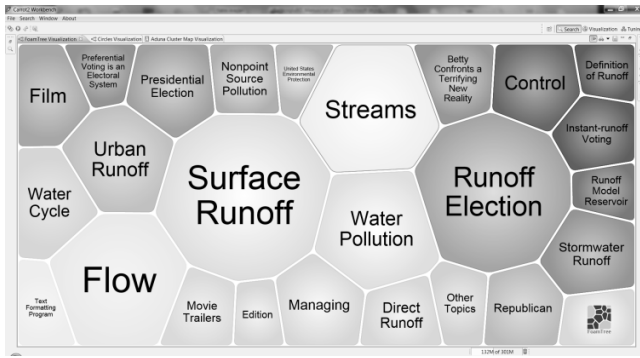 Carrot2 Workbench
File Search Window About
Search Visualization Tuning
FoamTree Visualization Circles Visualization Aduna Cluster Map Visualization
Film
Preferential
Voting is an
Electoral
System
Presidential
Election
Nonpoint
Source
Pollution
United States
Environmental
Protection
Streams
Betty
Confronts a
Terrifying
New
Reality
Control
Definition
of Runoff
Urban
Runoff
Instant-runoff
Voting
Surface
Runoff
Runoff
Election
Runoff
Model
Reservoir
Water
Cycle
Water
Pollution
Stormwater
Runoff
Flow
Text
Formatting
Program
Movie
Trailers
Edition
Managing
Direct
Runoff
Other
Topics
Republican
FoamTree
112M of 301M